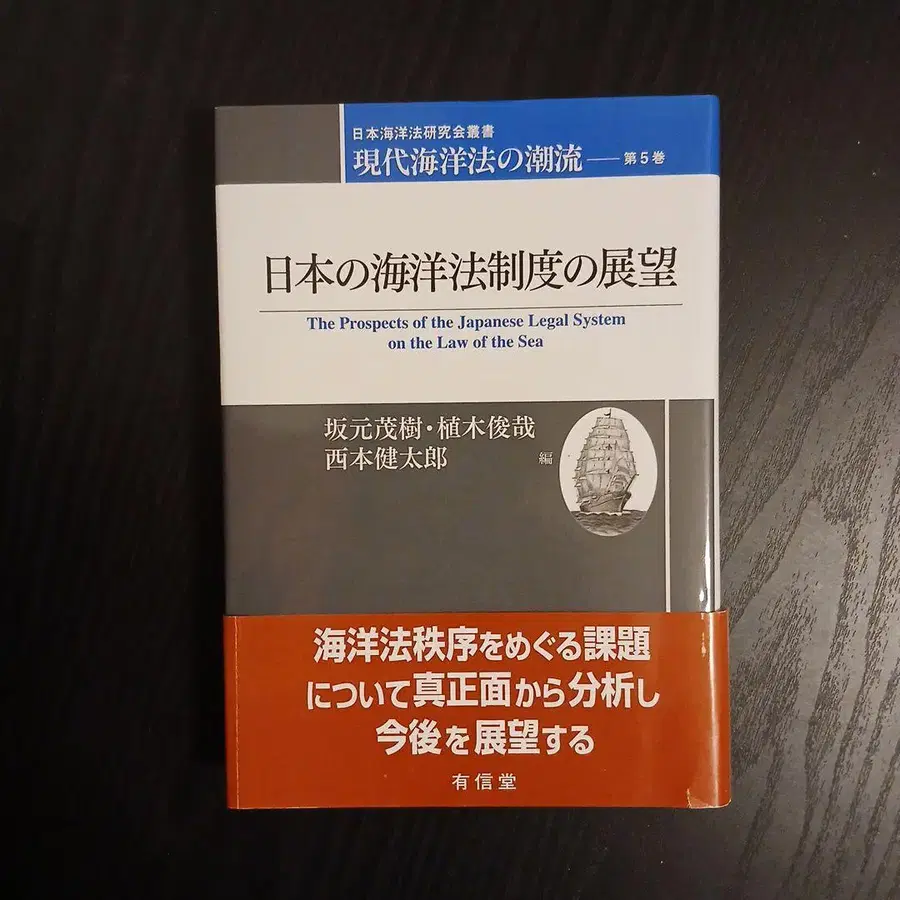 日本海洋法研究会叢書
現代海洋法の潮流――第5巻
日本の海洋法制度の展望
The Prospects of the Japanese Legal System
on the Law of the Sea
坂元茂樹・植木俊哉
西本健太郎 編
海洋法秩序をめぐる課題
について真正面から分析し
今後を展望する
有信堂